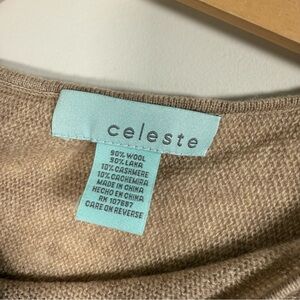 celeste
90% WOOL
90% LANA
10% CASHMERE
10% CACHEMIRA
MADE IN CHINA
HECHO EN CHINA
RN 107897
CARE ON REVERSE